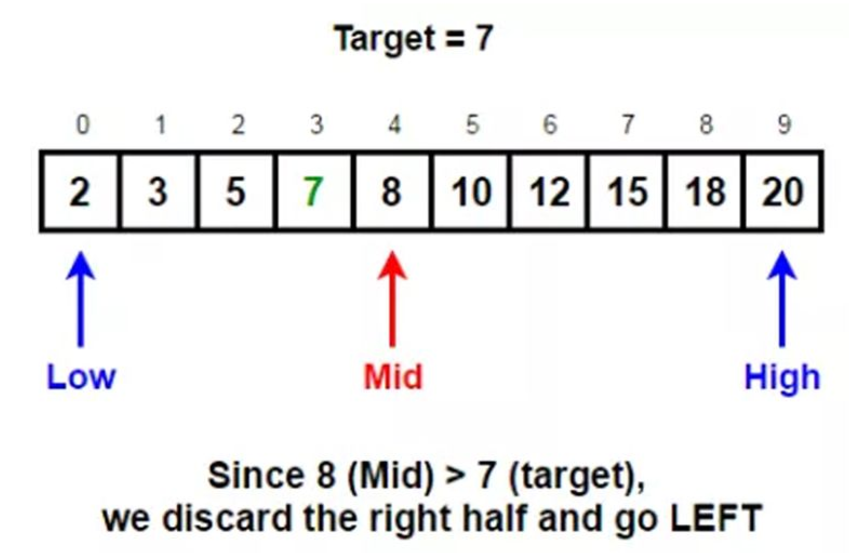 Target = 7
0 1 2 3 4 5 6 7 8 9
2 3 5 7 8 10 12 15 18 20
Low Mid High
Since 8 (Mid) > 7 (target),
we discard the right half and go LEFT